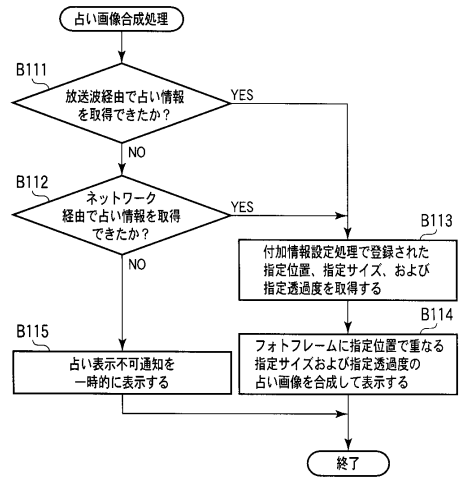 占い画像合成処理
B111
放送波経由で占い情報
を取得できたか？
YES
NO
B112
ネットワーク
経由で占い情報を取得
できたか？
YES
NO
B113
付加情報設定処理で登録された
指定位置、指定サイズ、および
指定透過度を取得する
B114
フォトフレームに指定位置で重なる
指定サイズおよび指定透過度の
占い画像を合成して表示する
B115
占い表示不可通知を
一時的に表示する
終了